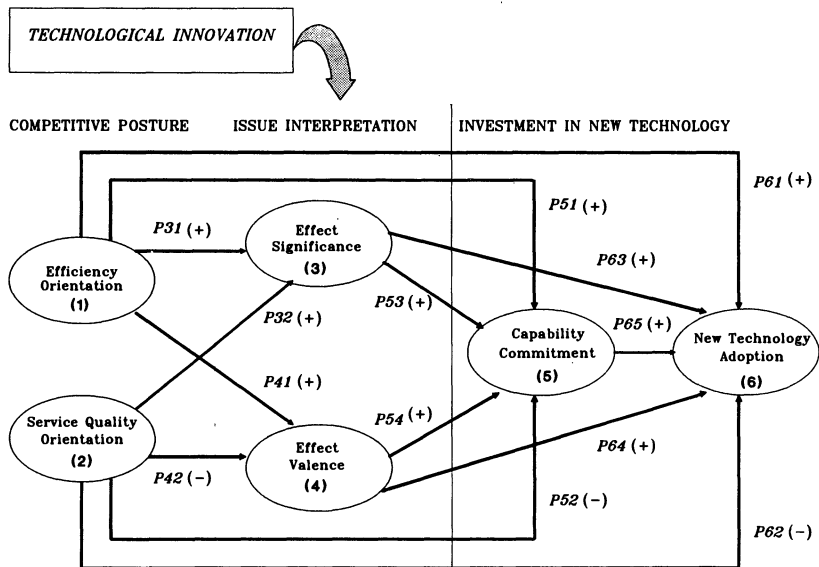 TECHNOLOGICAL INNOVATION
COMPETITIVE POSTURE
ISSUE INTERPRETATION
INVESTMENT IN NEW TECHNOLOGY
P61 (+)
P51 (+)
P31 (+)
Effect
Significance
(3)
P63 (+)
Efficiency
Orientation
(1)
P53 (+)
P32 (+)
Capability
Commitment
(5)
P65 (+)
New Technology
Adoption
(6)
P41 (+)
Service Quality
Orientation
(2)
P54 (+)
Effect
Valence
(4)
P64 (+)
P42 (-)
P52 (-)
P62 (-)